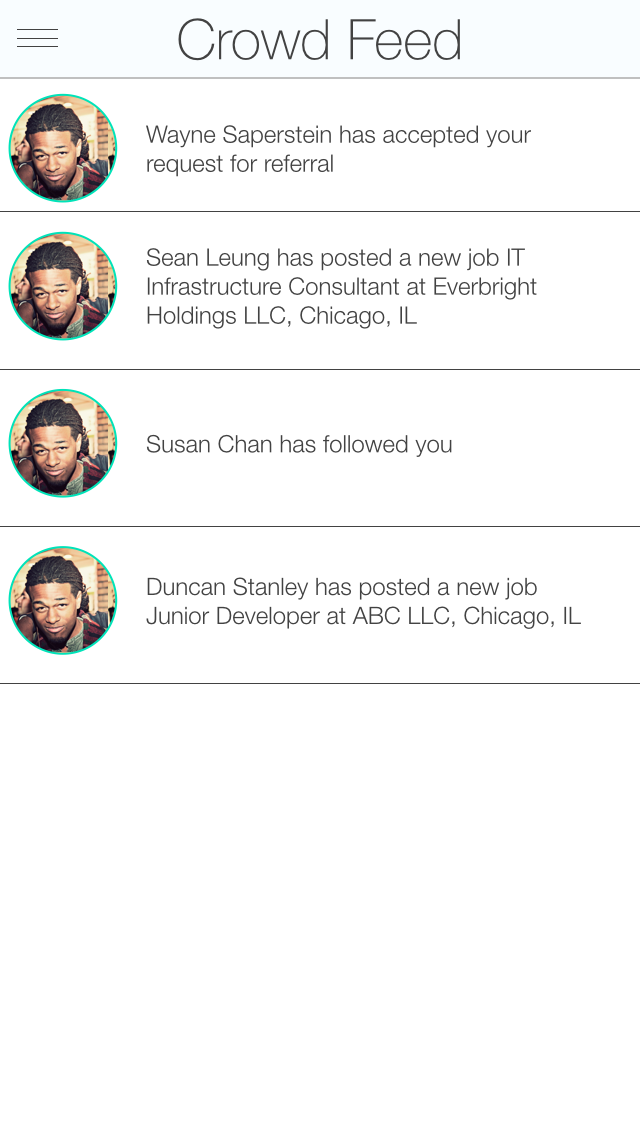 Crowd Feed
Wayne Saperstein has accepted your
request for referral
Sean Leung has posted a new job IT
Infrastructure Consultant at Everbright
Holdings LLC, Chicago, IL
Susan Chan has followed you
Duncan Stanley has posted a new job
Junior Developer at ABC LLC, Chicago, IL